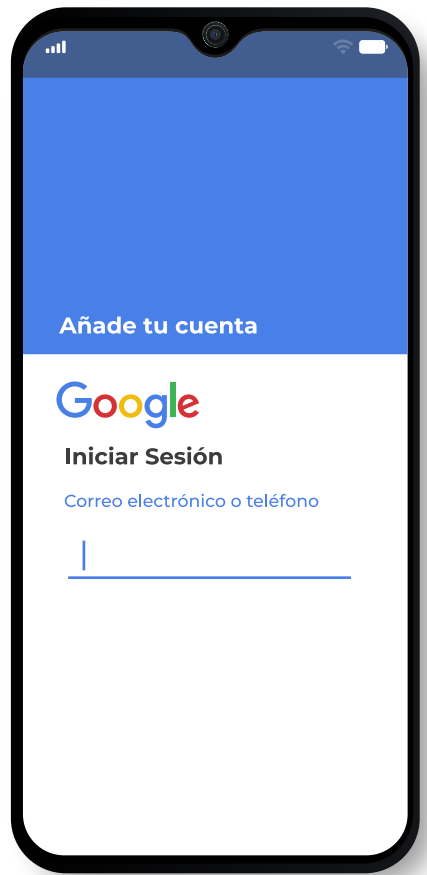 Añade tu cuenta
Google
Iniciar Sesión
Correo electrónico o teléfono